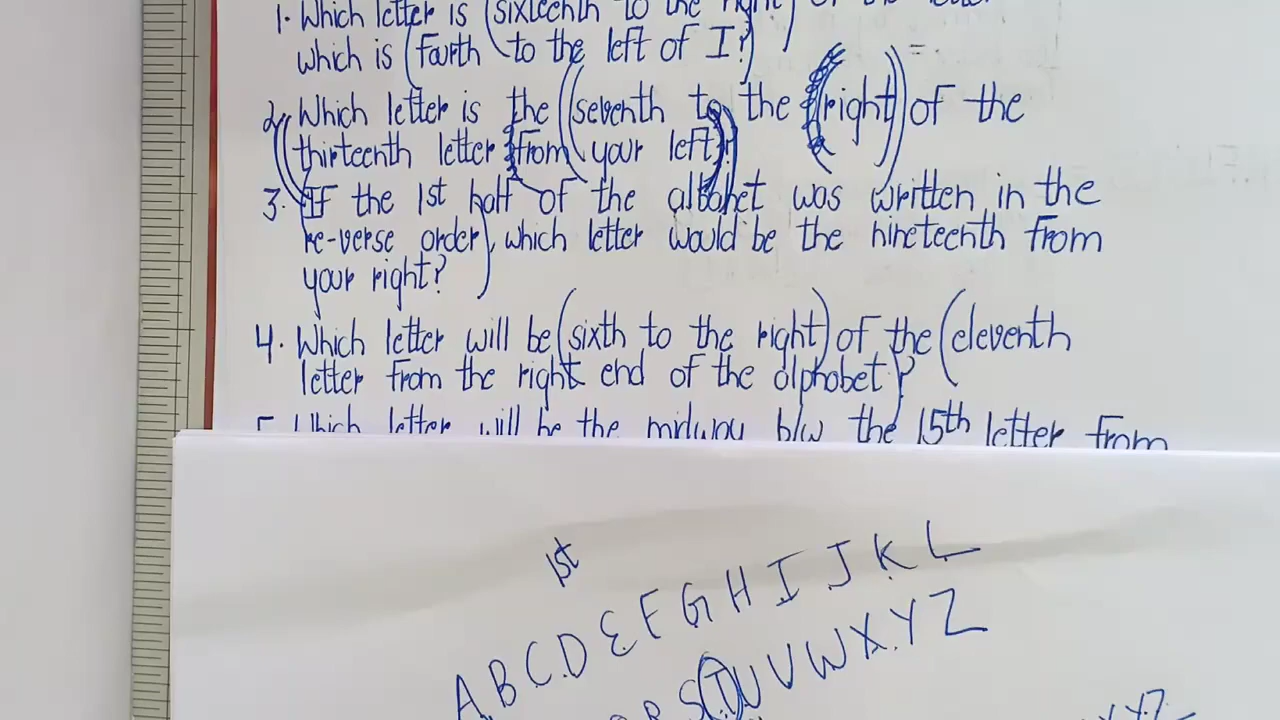 1. Which letter is (sixteenth to the right) of the letter
which is (fourth to the left of I?)
2. Which letter is the (seventh to the (right) of the
(thirteenth letter from your left)?
3. If the 1st half of the alphabet was written in the
re-verse order, which letter would be the nineteenth from
your right?
4. Which letter will be (sixth to the right) of the (eleventh
letter from the right end of the alphabet)?
5. Which letter will be the midway b/w the 15th letter from
1st
A B C D E F G H I J K L
R S T U V W X Y Z
X Y Z